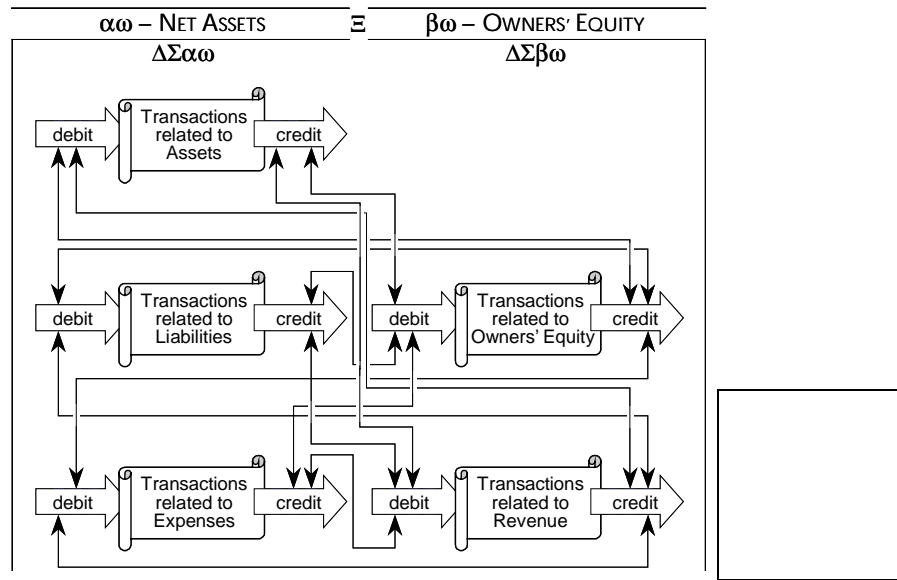 αω – NET ASSETS Ξ βω – OWNERS' EQUITY
ΔΣαω ΔΣβω
debit
Transactions
related to
Assets
credit
debit
Transactions
related to
Liabilities
credit
debit
Transactions
related to
Owners' Equity
credit
debit
Transactions
related to
Expenses
credit
debit
Transactions
related to
Revenue
credit